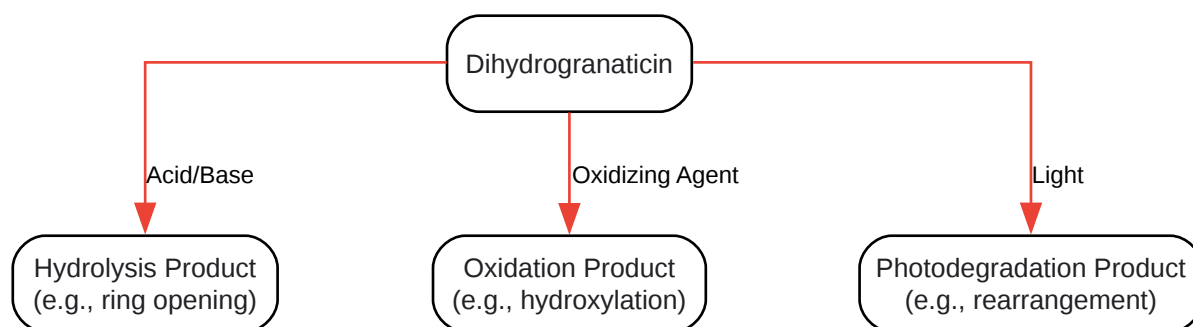 Dihydrogranaticin
Acid/Base
Oxidizing Agent
Light
Hydrolysis Product
(e.g., ring opening)
Oxidation Product
(e.g., hydroxylation)
Photodegradation Product
(e.g., rearrangement)